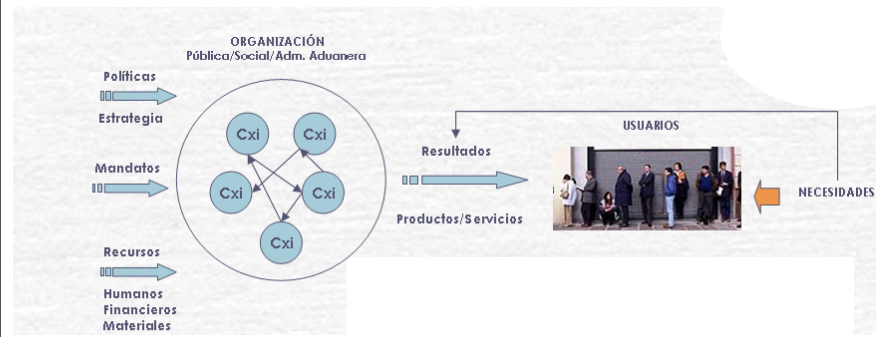 ORGANIZACIÓN
Pública/Social/Adm. Aduanera
Políticas
Estrategia
Mandatos
Recursos
Humanos
Financieros
Materiales
Cxi
Cxi
Cxi
Cxi
Cxi
Resultados
Productos/Servicios
USUARIOS
NECESIDADES